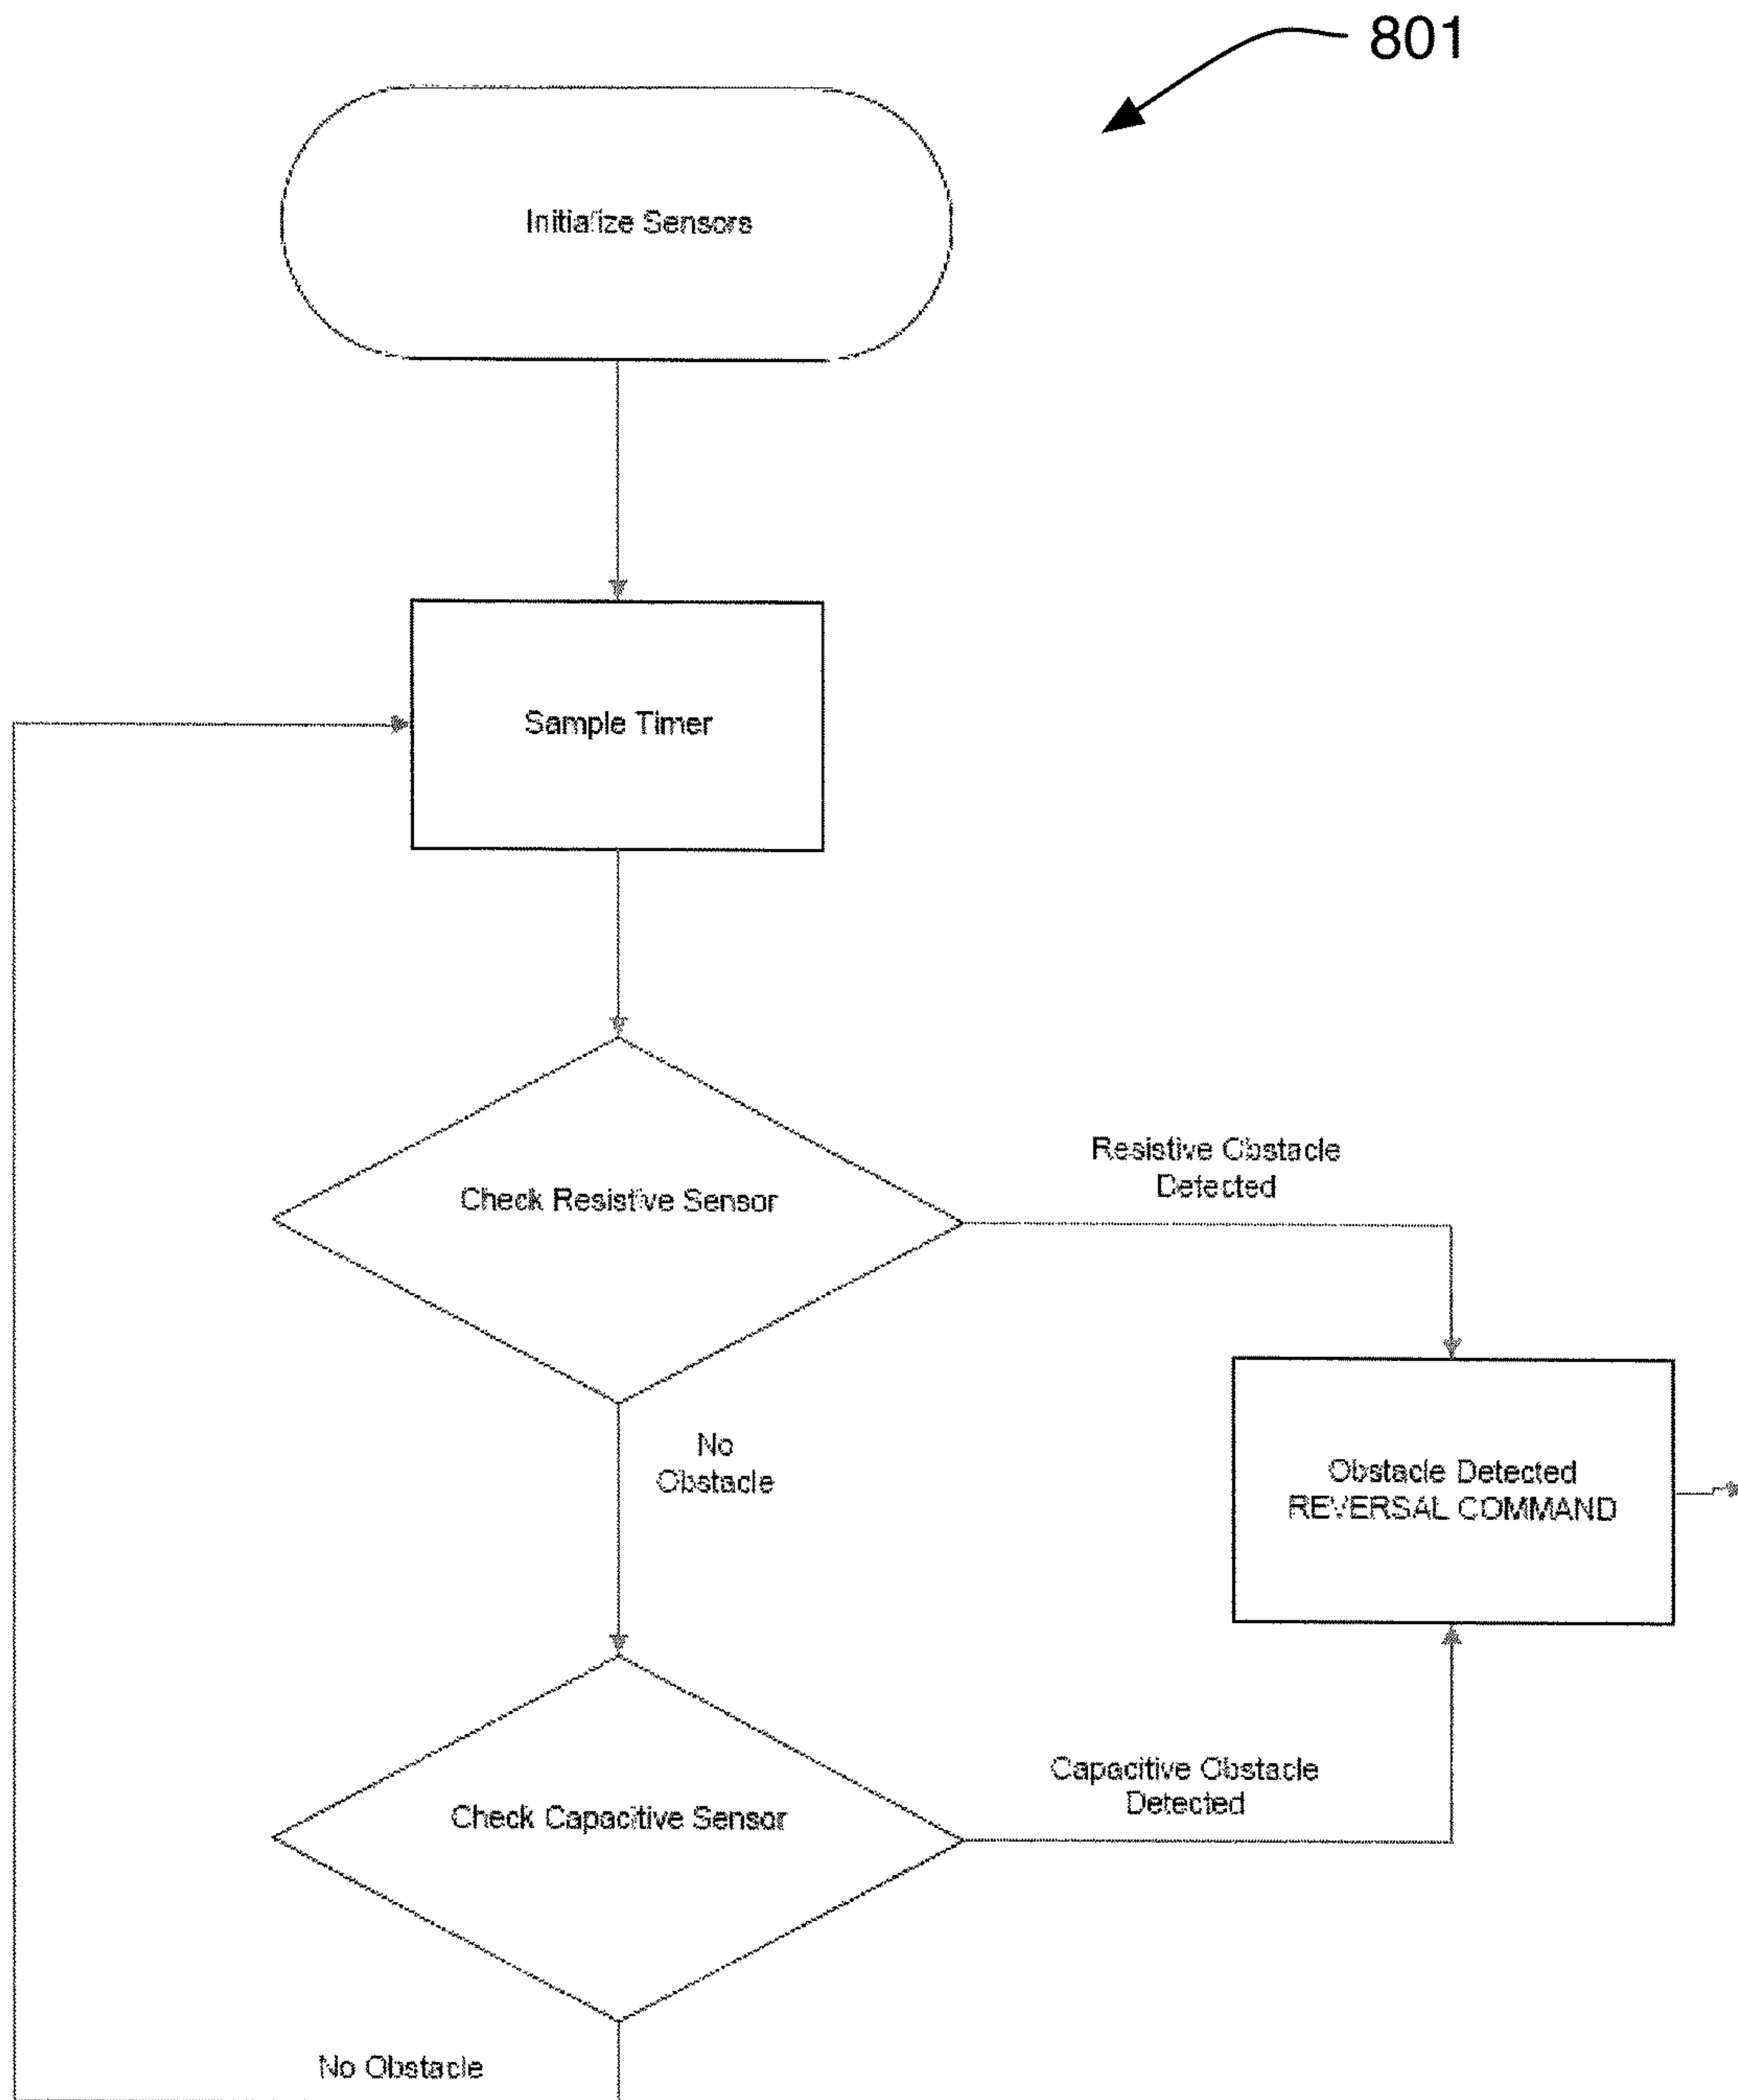 801
Initialize Sensors
Sample Timer
Check Resistive Sensor
Resistive Obstacle
Detected
No
Obstacle
Obstacle Detected
REVERSAL COMMAND
Check Capacitive Sensor
Capacitive Obstacle
Detected
No Obstacle